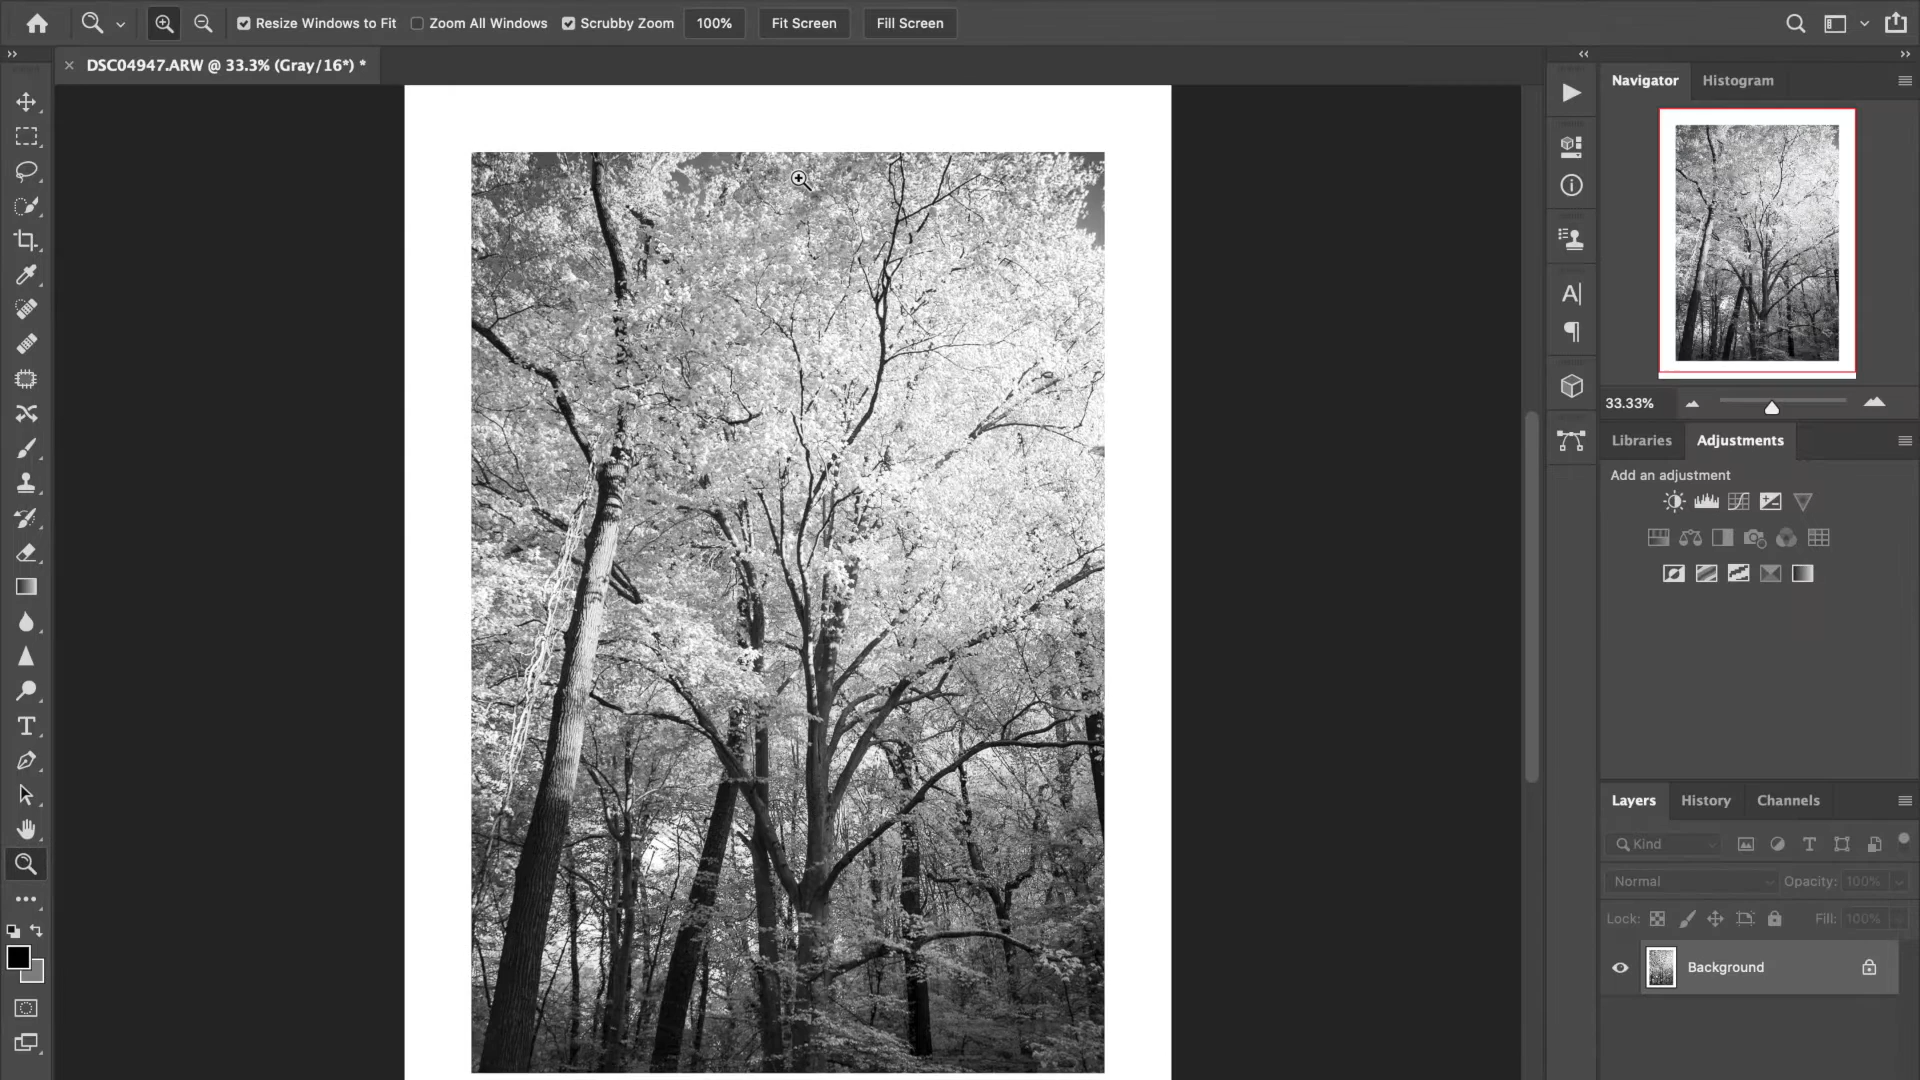 Resize Windows to Fit Zoom All Windows Scrubby Zoom 100% Fit Screen Fill Screen
DSC04947.ARW @ 33.3% (Gray/16*) *
Navigator Histogram
33.33%
Libraries Adjustments
Add an adjustment
Layers History Channels
Kind
Normal Opacity: 100%
Lock: Fill: 100%
Background